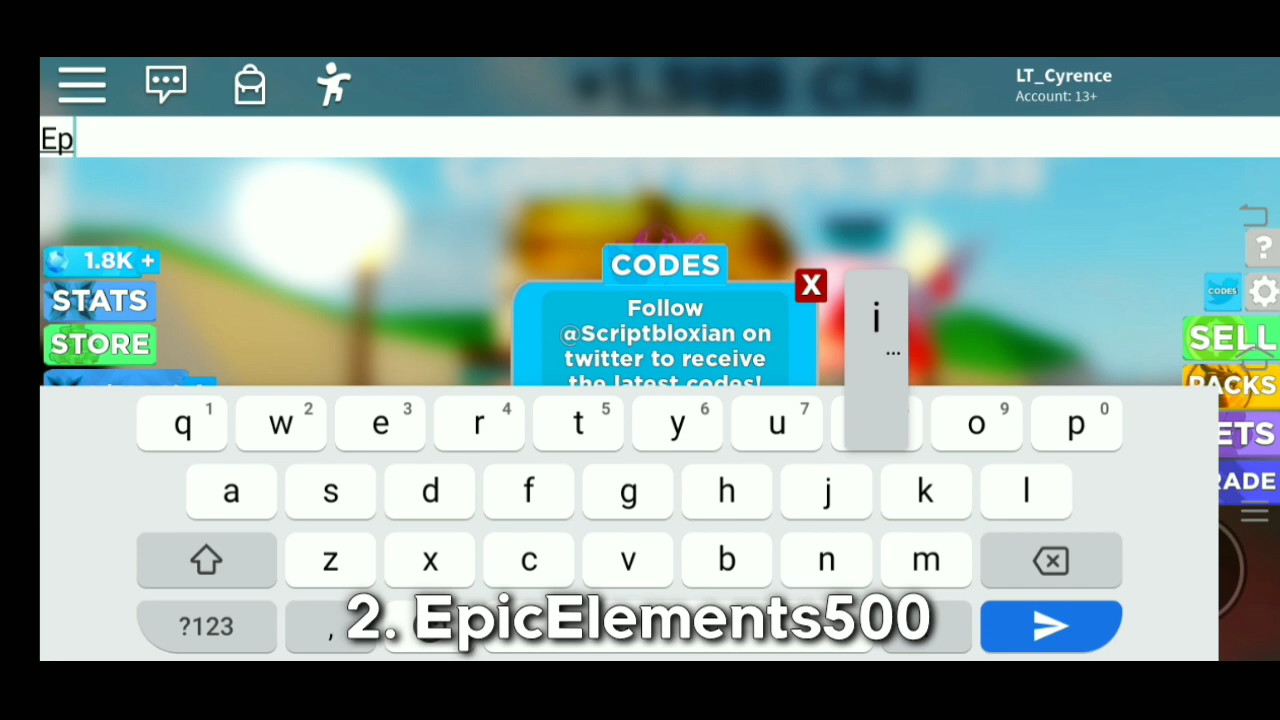 LT_Cyrence
Account: 13+
Ep
1.8K +
STATS
STORE
CODES
X
Follow
@Scriptbloxian on
twitter to receive
the latest codes!
?
CODES
SELL
PACKS
ETS
RADE
i
...
q 1 w 2 e 3 r 4 t 5 y 6 u 7 o 9 p 0
a s d f g h j k l
z x c v b n m
?123 ,
2. EpicElements500